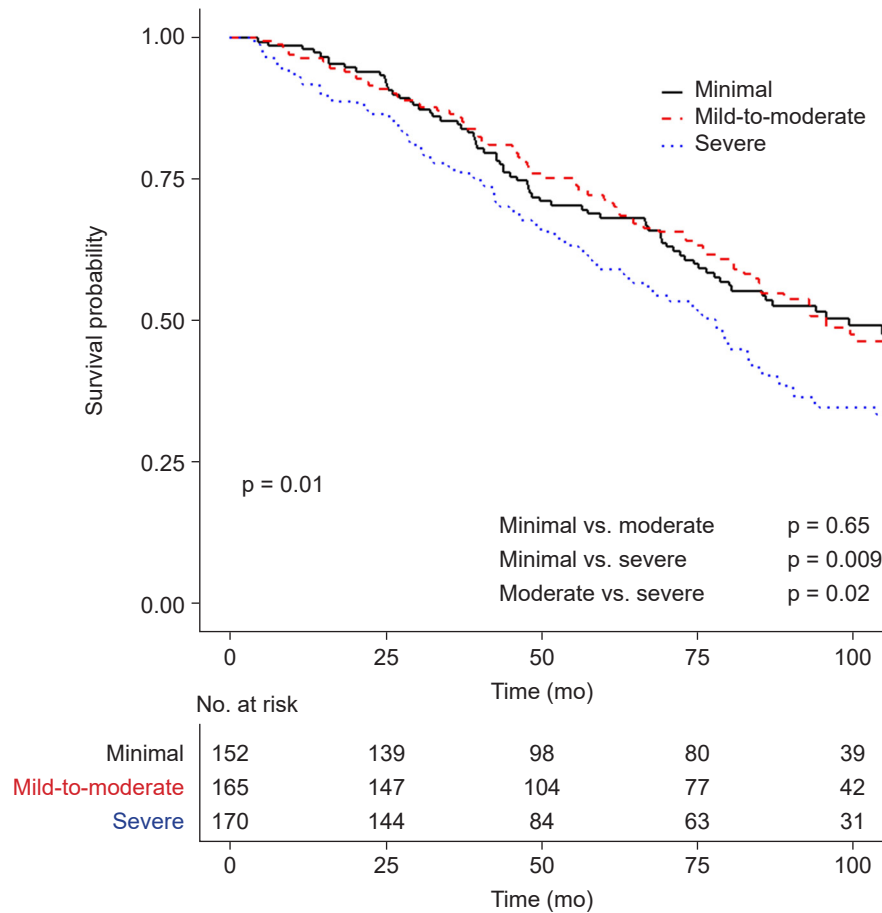 1.00
0.75
0.50
0.25
0.00
Survival probability
Minimal
Mild-to-moderate
Severe
p = 0.01
Minimal vs. moderate p = 0.65
Minimal vs. severe p = 0.009
Moderate vs. severe p = 0.02
0 25 50 75 100
Time (mo)
No. at risk
Minimal 152 139 98 80 39
Mild-to-moderate 165 147 104 77 42
Severe 170 144 84 63 31
0 25 50 75 100
Time (mo)